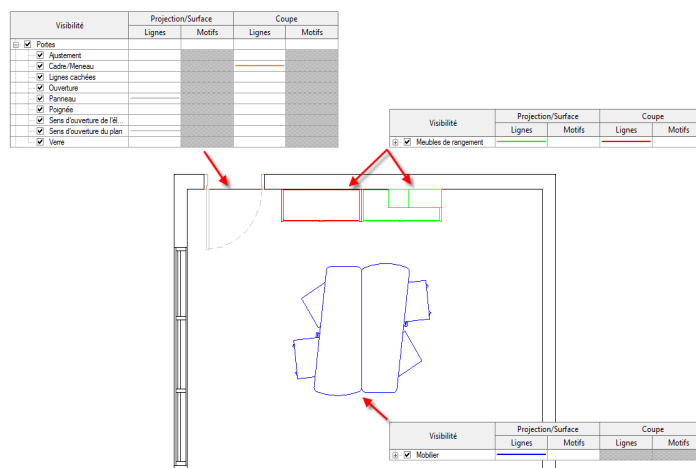 Visibilité Projection/Surface Coupe
Lignes Motifs Lignes Motifs
Portes
Ajustement
Cadre/Meneau
Lignes cachées
Ouverture
Panneau
Poignée
Sens d'ouverture de l'él...
Sens d'ouverture du plan
Verre
Visibilité Projection/Surface Coupe
Lignes Motifs Lignes Motifs
Meubles de rangement
Visibilité Projection/Surface Coupe
Lignes Motifs Lignes Motifs
Mobilier